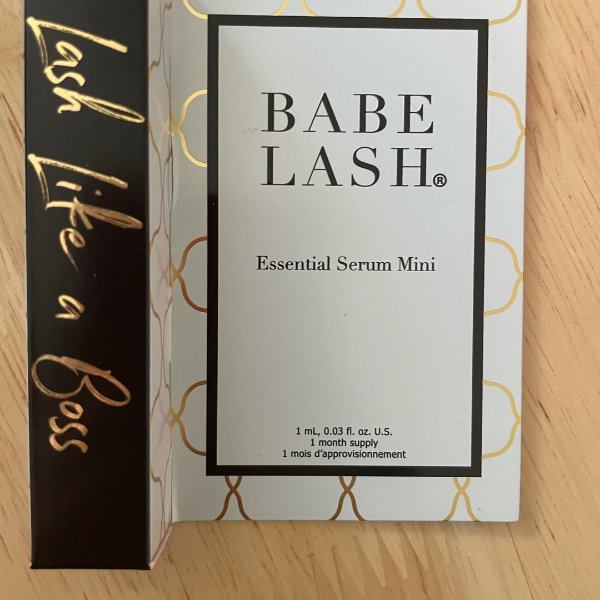 Lash Like a Boss
BABE
LASH®
Essential Serum Mini
1 mL, 0.03 fl. oz. U.S.
1 month supply
1 mois d'approvisionnement